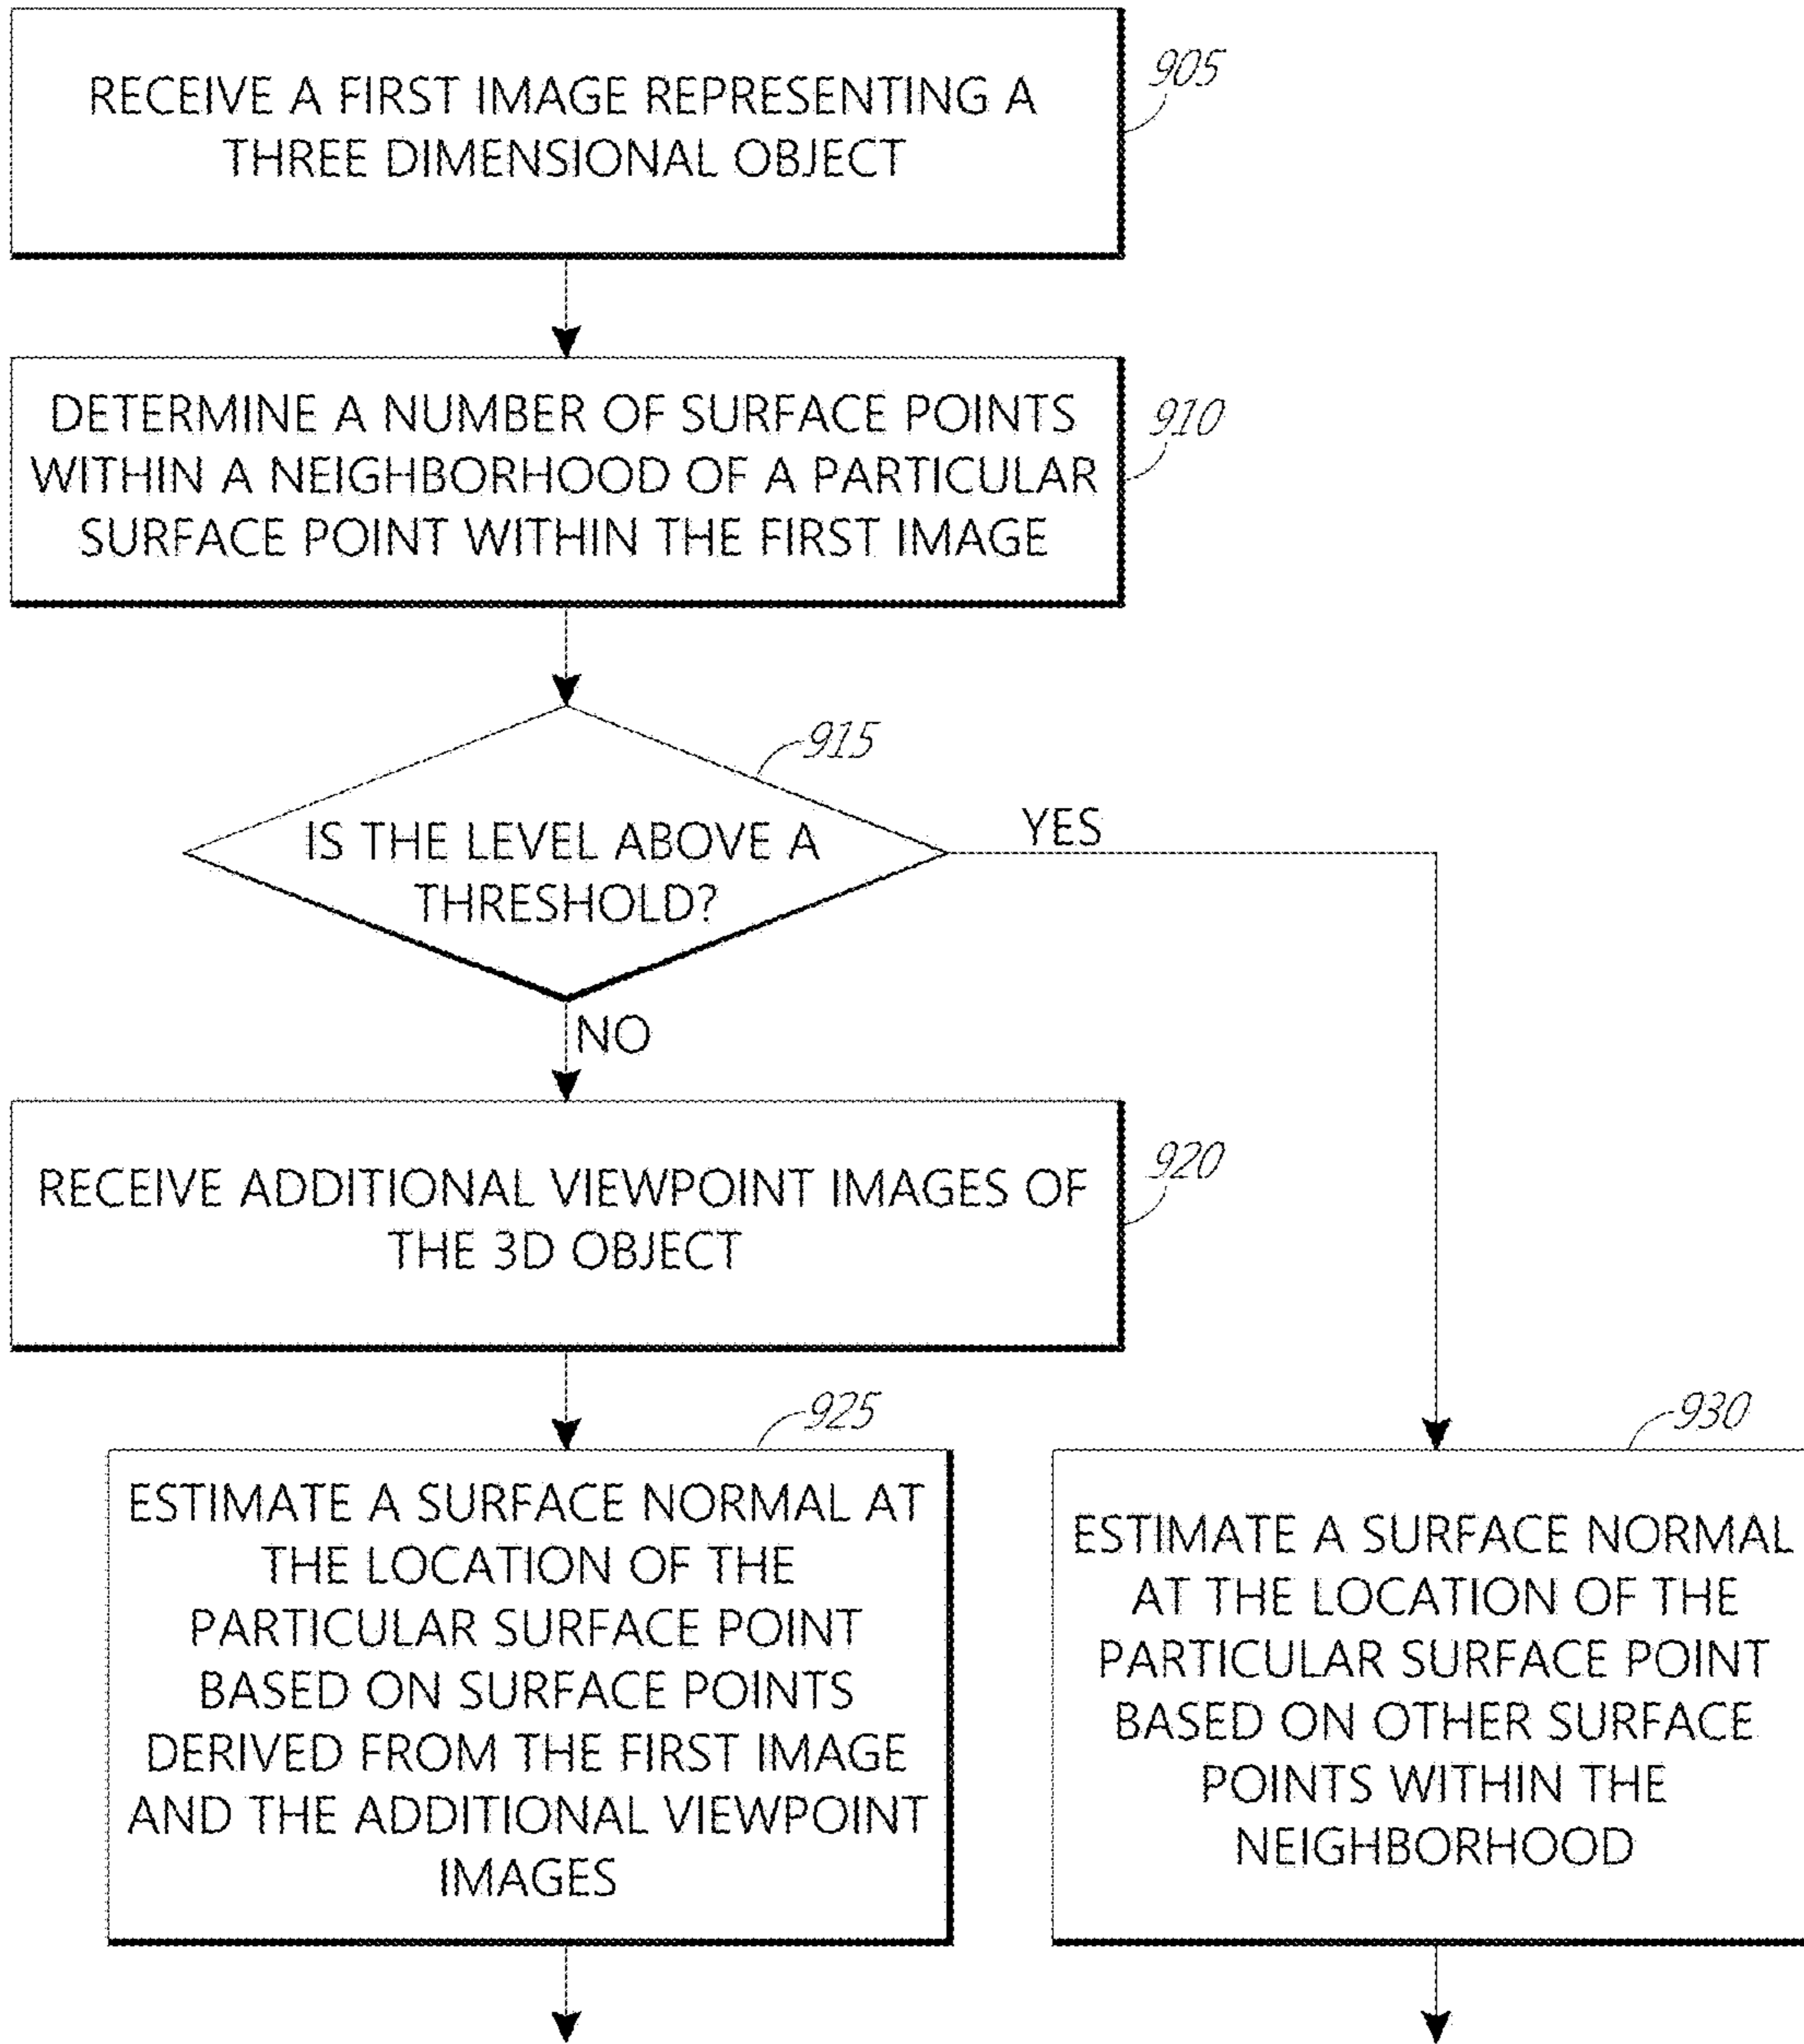 RECEIVE A FIRST IMAGE REPRESENTING A
THREE DIMENSIONAL OBJECT
905
DETERMINE A NUMBER OF SURFACE POINTS
WITHIN A NEIGHBORHOOD OF A PARTICULAR
SURFACE POINT WITHIN THE FIRST IMAGE
910
915
IS THE LEVEL ABOVE A
THRESHOLD?
YES
NO
RECEIVE ADDITIONAL VIEWPOINT IMAGES OF
THE 3D OBJECT
920
925
ESTIMATE A SURFACE NORMAL AT
THE LOCATION OF THE
PARTICULAR SURFACE POINT
BASED ON SURFACE POINTS
DERIVED FROM THE FIRST IMAGE
AND THE ADDITIONAL VIEWPOINT
IMAGES
930
ESTIMATE A SURFACE NORMAL
AT THE LOCATION OF THE
PARTICULAR SURFACE POINT
BASED ON OTHER SURFACE
POINTS WITHIN THE
NEIGHBORHOOD